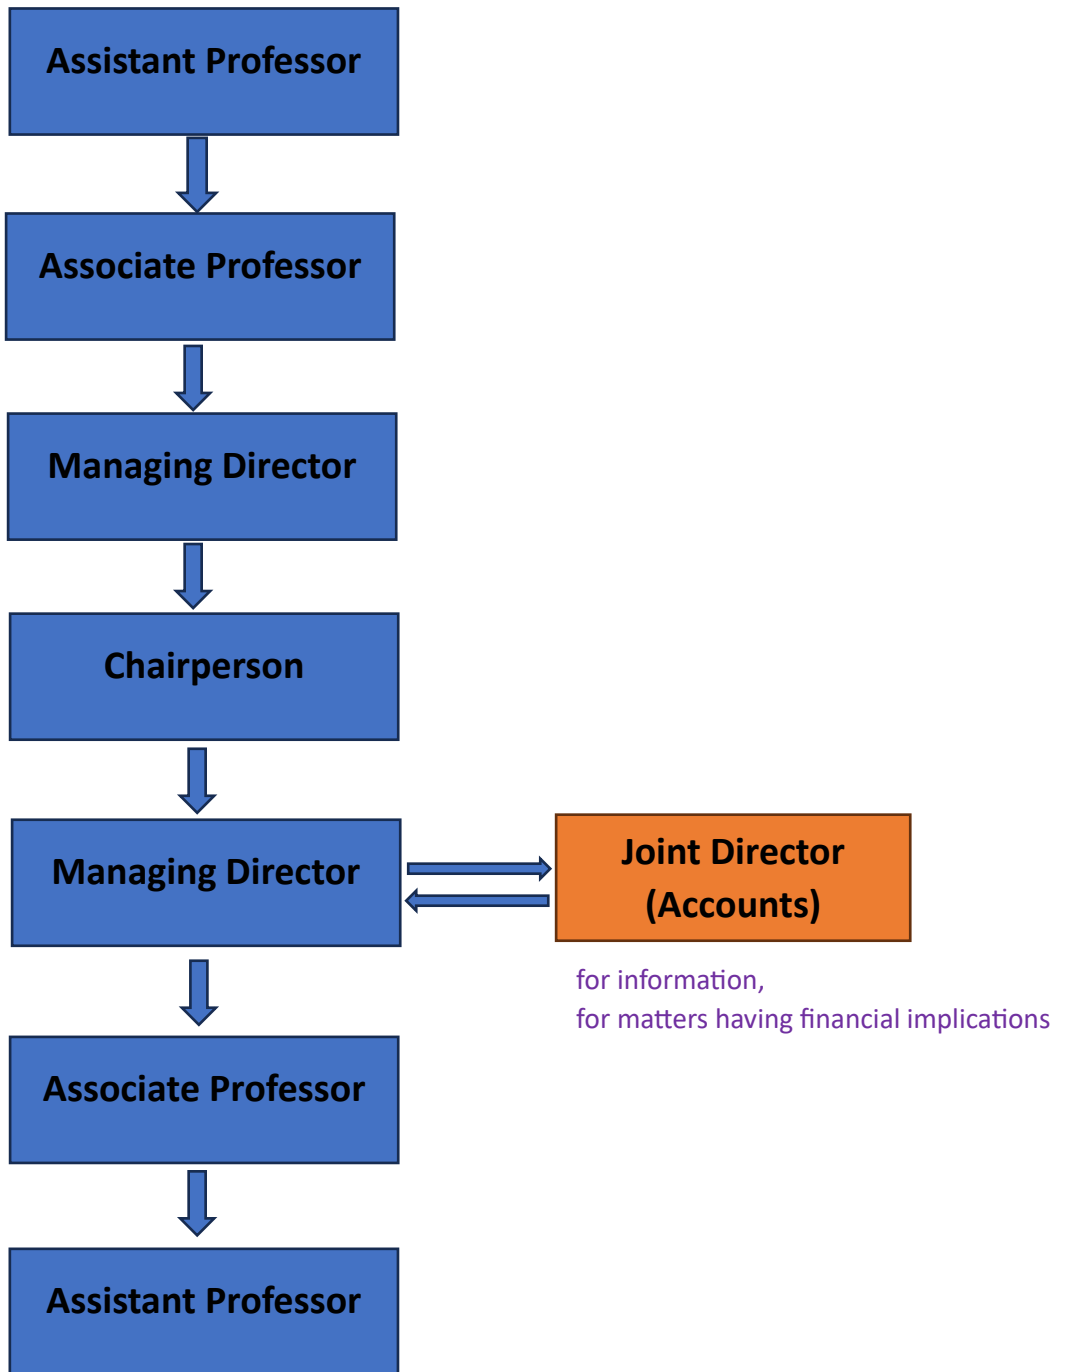 Assistant Professor
Associate Professor
Managing Director
Chairperson
Managing Director
Joint Director
(Accounts)
for information,
for matters having financial implications
Associate Professor
Assistant Professor